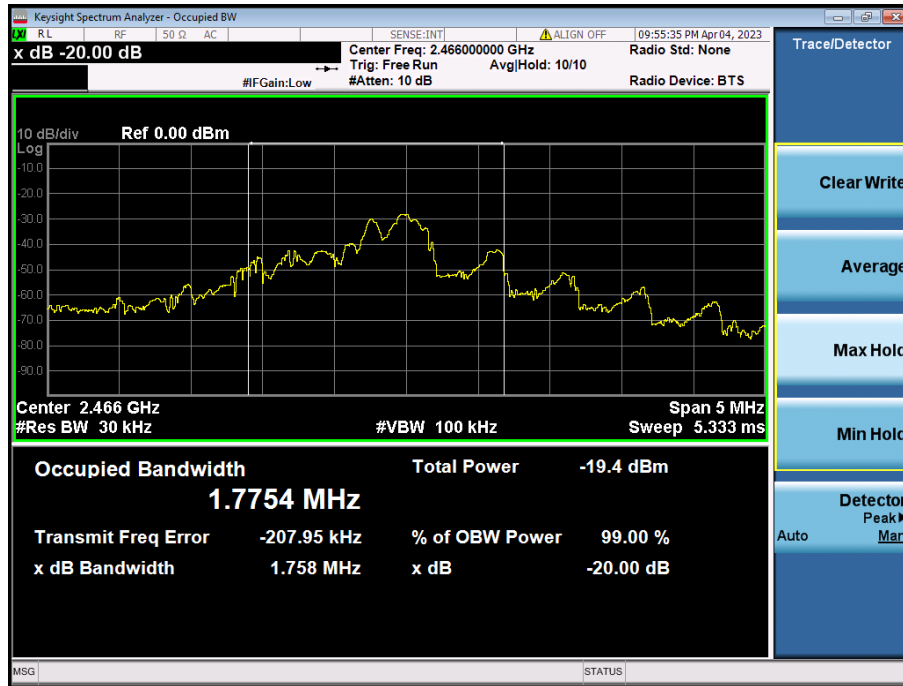 Keysight Spectrum Analyzer - Occupied BW
LXI RL RF 50 Ω AC SENSE:INT ALIGN OFF 09:55:35 PM Apr 04, 2023
x dB -20.00 dB
Center Freq: 2.466000000 GHz
Radio Std: None
Trig: Free Run Avg|Hold: 10/10
#IFGain:Low #Atten: 10 dB Radio Device: BTS
10 dB/div Ref 0.00 dBm
Log
-10.0
-20.0
-30.0
-40.0
-50.0
-60.0
-70.0
-80.0
-90.0
Center 2.466 GHz Span 5 MHz
#Res BW 30 kHz #VBW 100 kHz Sweep 5.333 ms
Occupied Bandwidth Total Power -19.4 dBm
1.7754 MHz
Transmit Freq Error -207.95 kHz % of OBW Power 99.00 %
x dB Bandwidth 1.758 MHz x dB -20.00 dB
MSG STATUS
Trace/Detector
Clear Write
Average
Max Hold
Min Hold
Detector
Peak
Auto Man